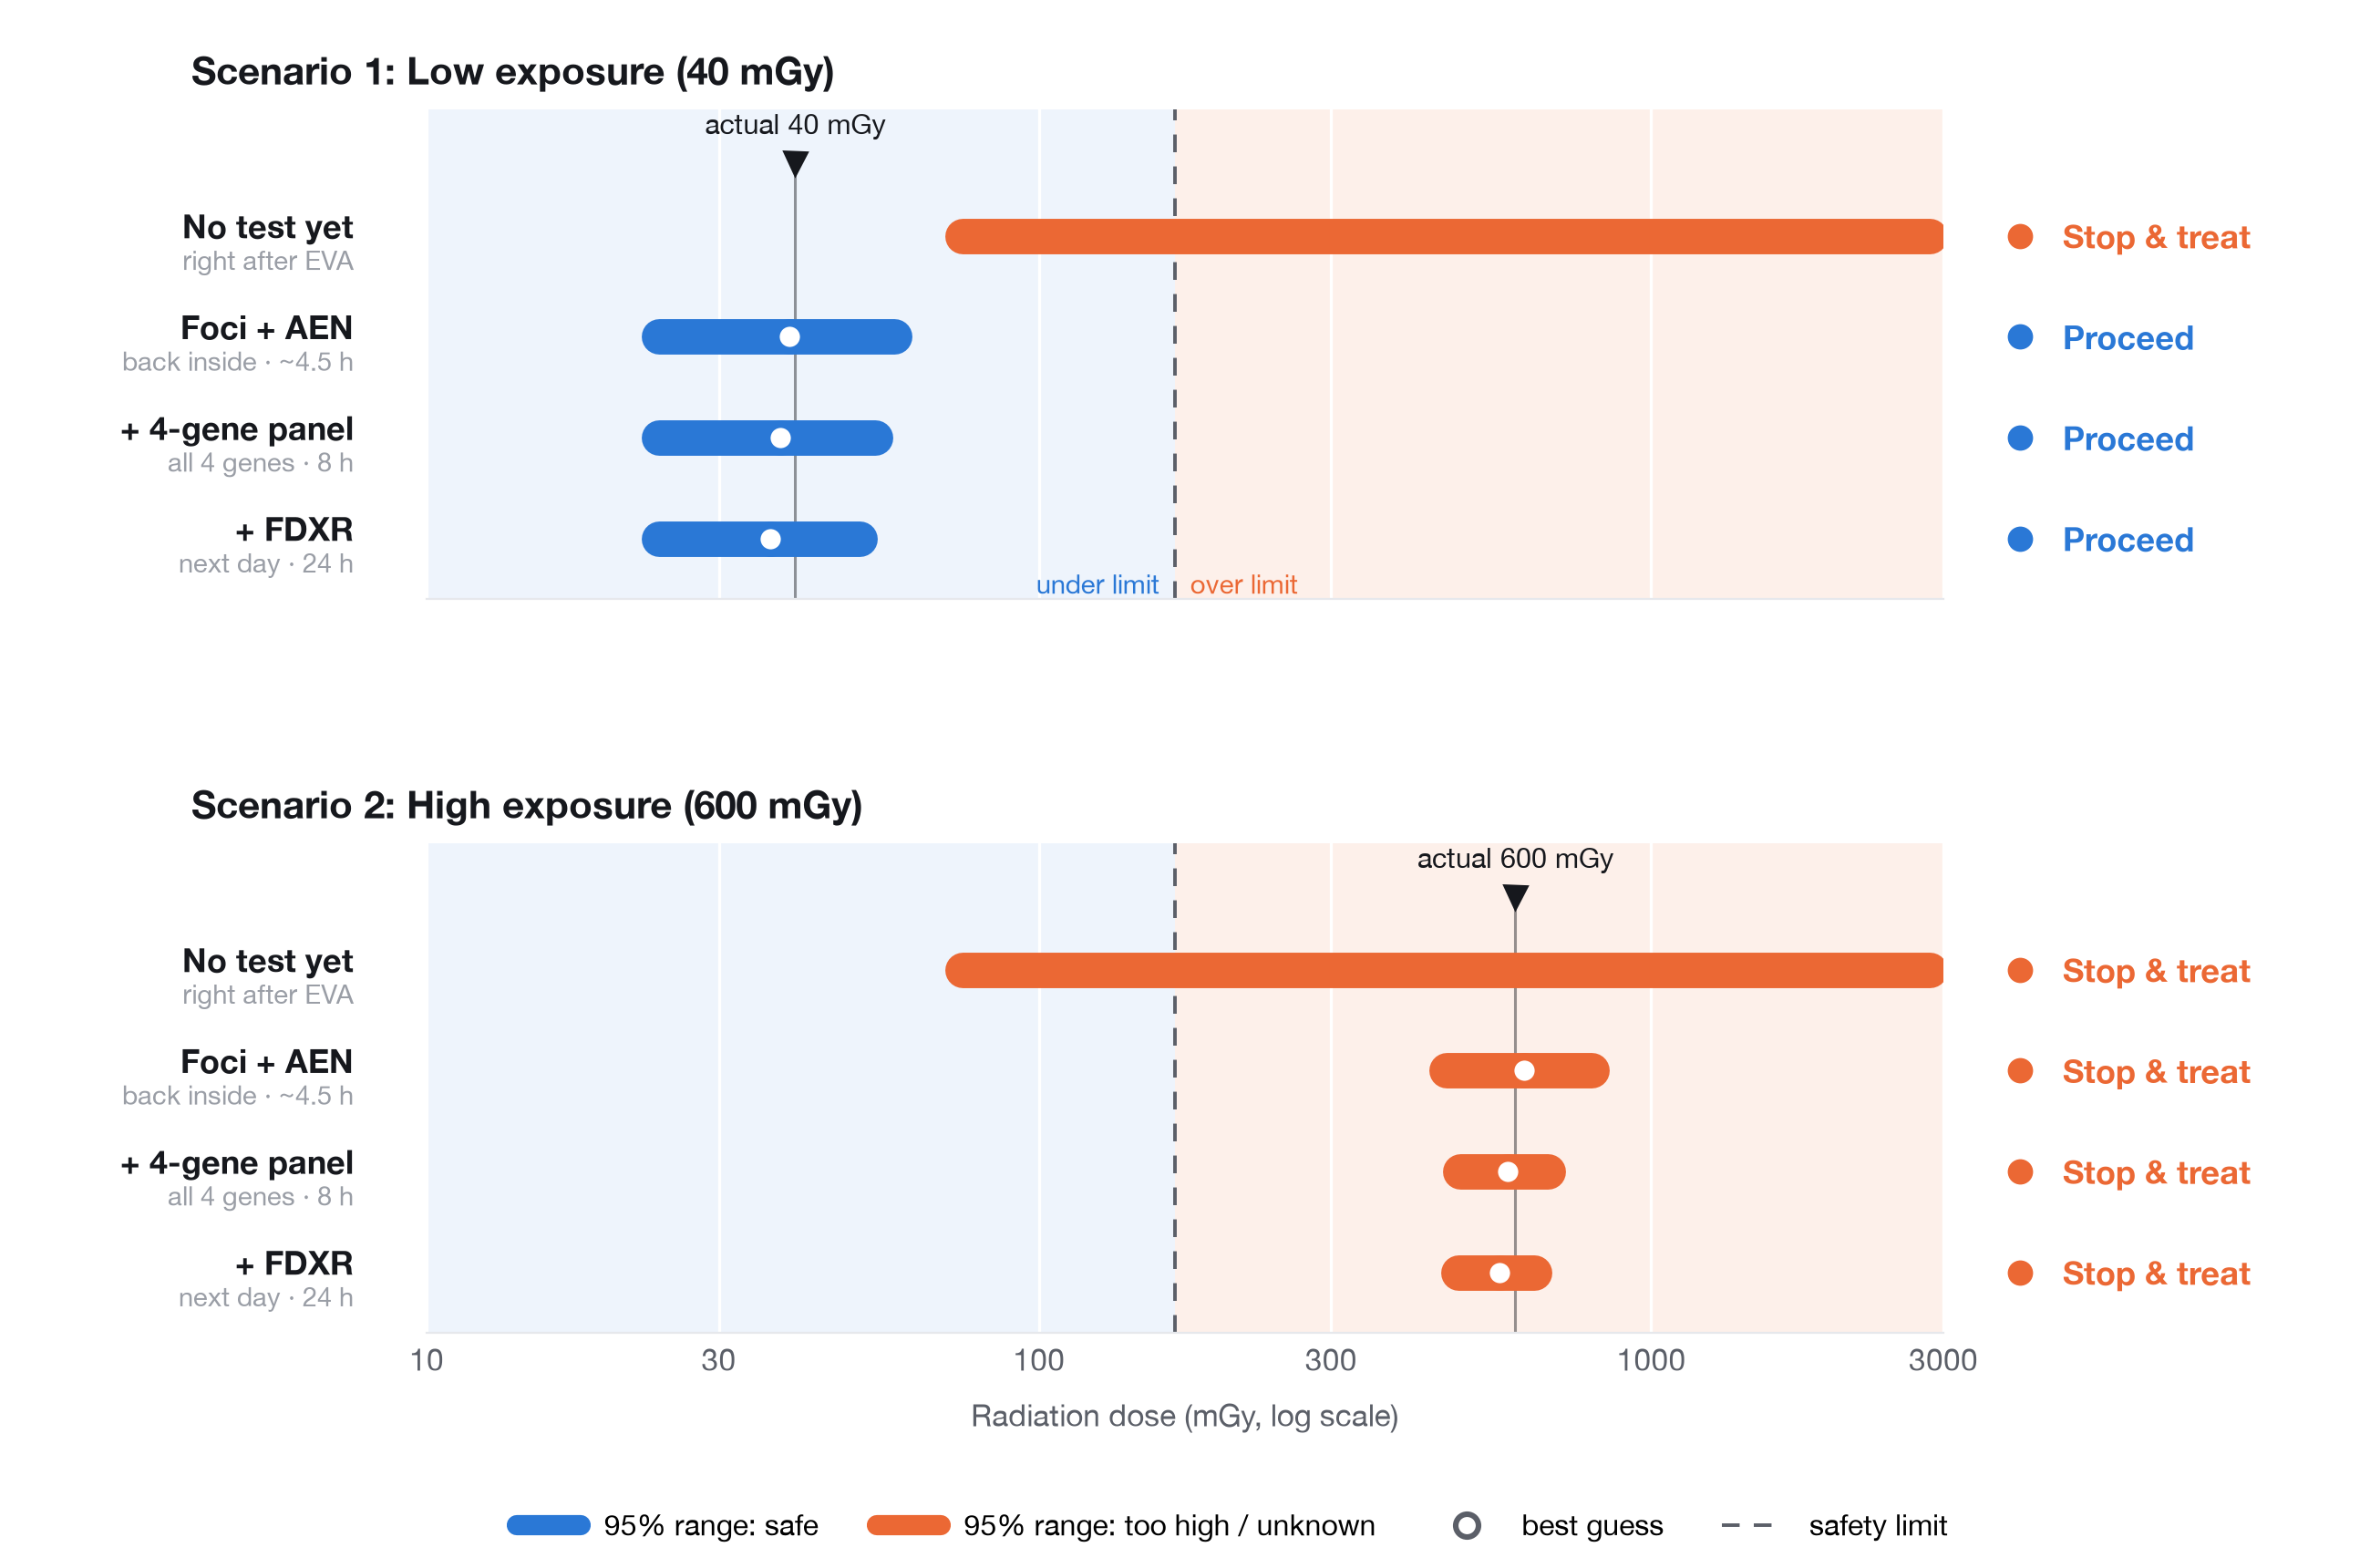 Scenario 1: Low exposure (40 mGy)
actual 40 mGy
No test yet
right after EVA
Stop & treat
Foci + AEN
back inside · ~4.5 h
Proceed
+ 4-gene panel
all 4 genes · 8 h
Proceed
+ FDXR
next day · 24 h
Proceed
under limit
over limit
Scenario 2: High exposure (600 mGy)
actual 600 mGy
No test yet
right after EVA
Stop & treat
Foci + AEN
back inside · ~4.5 h
Stop & treat
+ 4-gene panel
all 4 genes · 8 h
Stop & treat
+ FDXR
next day · 24 h
Stop & treat
10 30 100 300 1000 3000
Radiation dose (mGy, log scale)
95% range: safe
95% range: too high / unknown
best guess
safety limit